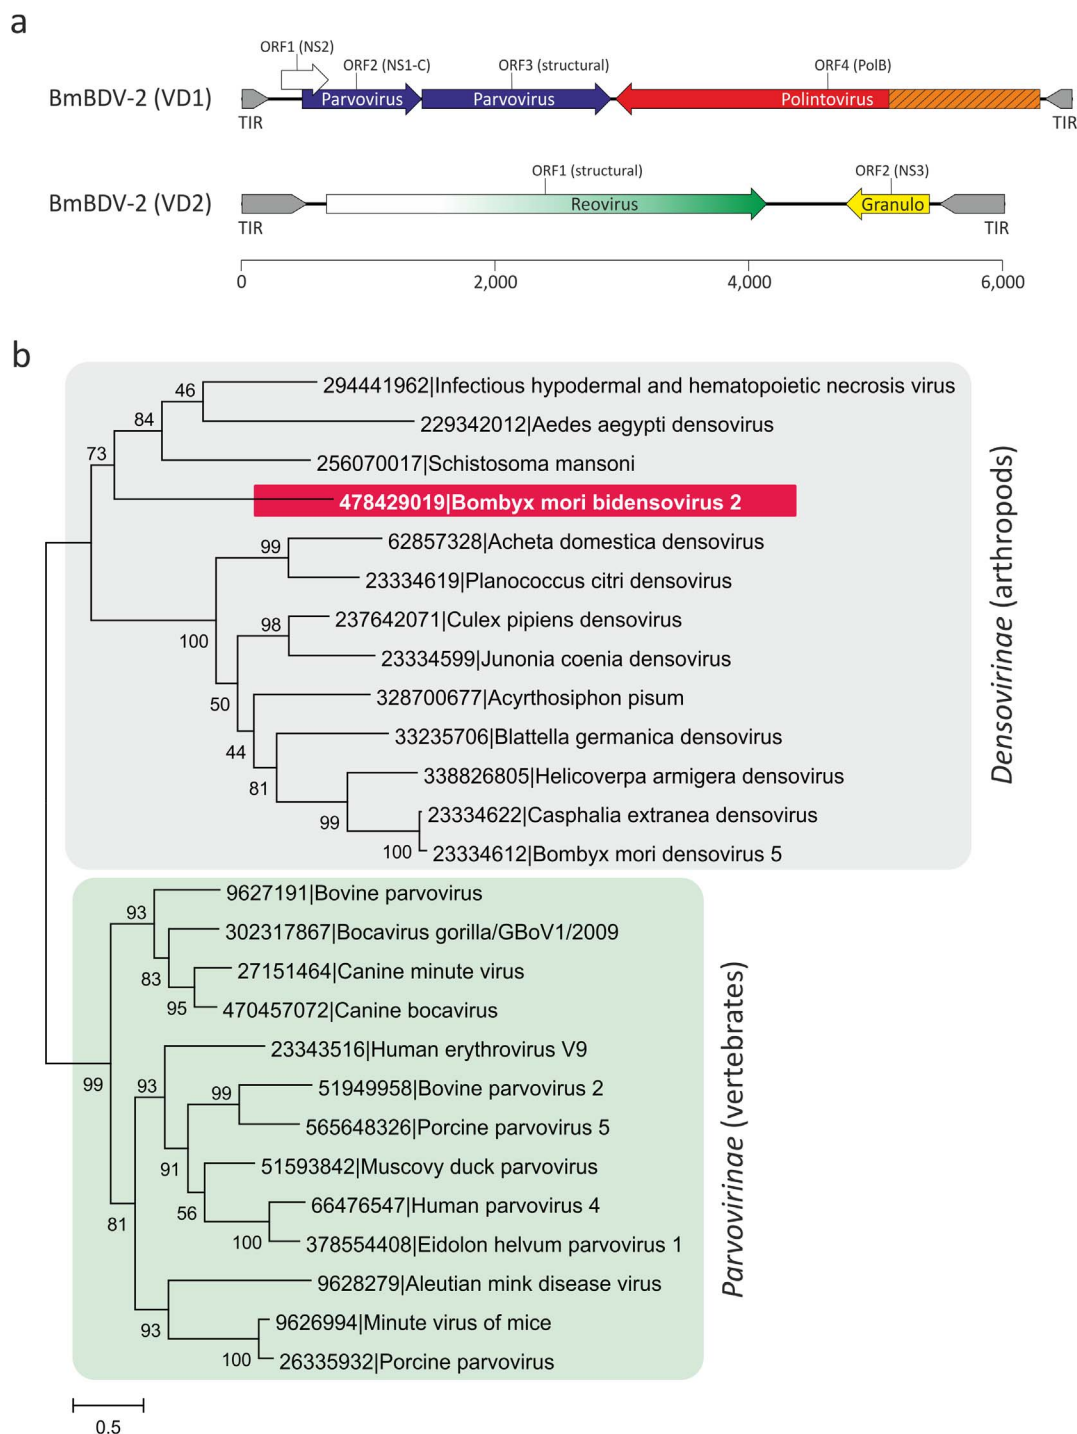 a
ORF1 (NS2)
ORF2 (NS1-C)
ORF3 (structural)
ORF4 (PolB)
BmBDV-2 (VD1)
Parvovirus
Parvovirus
Polintovirus
TIR
TIR
ORF1 (structural)
ORF2 (NS3)
BmBDV-2 (VD2)
Reovirus
Granulo
TIR
TIR
0
2,000
4,000
6,000
b
294441962|Infectious hypodermal and hematopoietic necrosis virus
46
229342012|Aedes aegypti densovirus
84
256070017|Schistosoma mansoni
73
478429019|Bombyx mori bidensovirus 2
62857328|Acheta domestica densovirus
99
23334619|Planococcus citri densovirus
237642071|Culex pipiens densovirus
98
100
23334599|Junonia coenia densovirus
328700677|Acyrthosiphon pisum
50
33235706|Blattella germanica densovirus
44
338826805|Helicoverpa armigera densovirus
81
23334622|Casphalia extranea densovirus
99
100
23334612|Bombyx mori densovirus 5
Densovirinae (arthropods)
9627191|Bovine parvovirus
93
302317867|Bocavirus gorilla/GBoV1/2009
27151464|Canine minute virus
83
95
470457072|Canine bocavirus
23343516|Human erythrovirus V9
99
93
99
51949958|Bovine parvovirus 2
565648326|Porcine parvovirus 5
51593842|Muscovy duck parvovirus
91
66476547|Human parvovirus 4
56
81
100
378554408|Eidolon helvum parvovirus 1
9628279|Aleutian mink disease virus
9626994|Minute virus of mice
93
100
26335932|Porcine parvovirus
Parvovirinae (vertebrates)
0.5